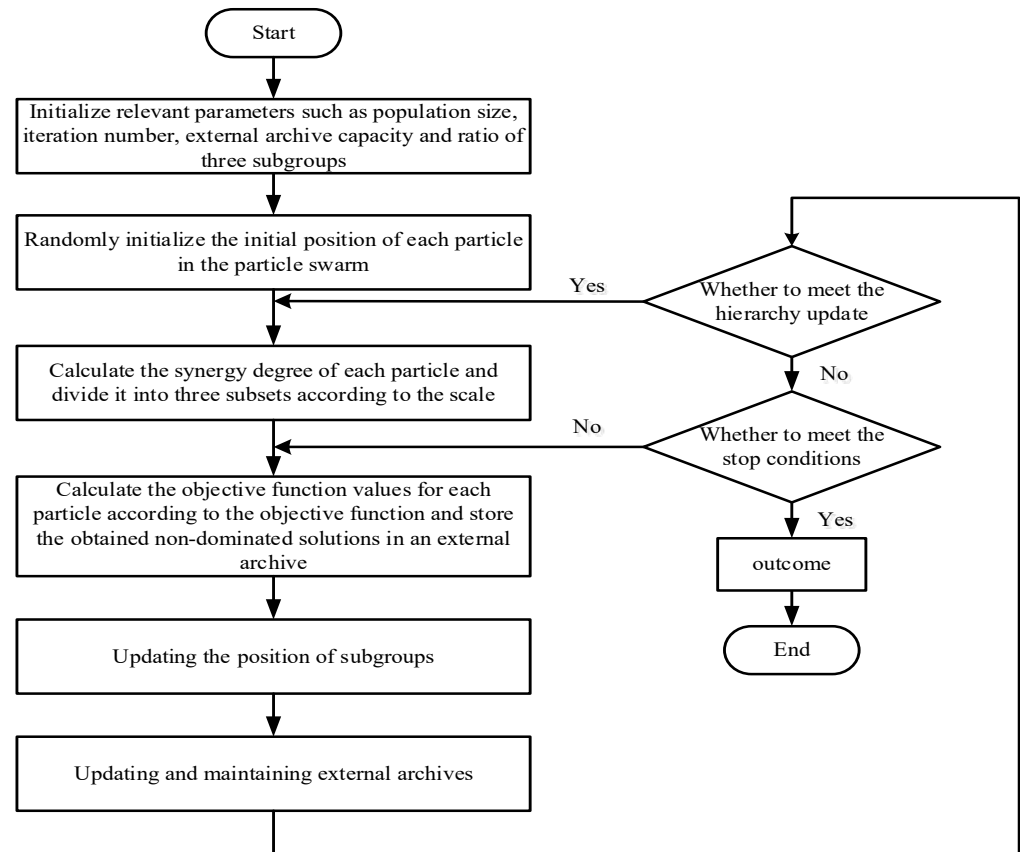 Start
Initialize relevant parameters such as population size,
iteration number, external archive capacity and ratio of
three subgroups
Randomly initialize the initial position of each particle
in the particle swarm
Yes
Whether to meet the
hierarchy update
Calculate the synergy degree of each particle and
divide it into three subsets according to the scale
No
No
Whether to meet the
stop conditions
Calculate the objective function values for each
particle according to the objective function and store
the obtained non-dominated solutions in an external
archive
Yes
outcome
Updating the position of subgroups
End
Updating and maintaining external archives